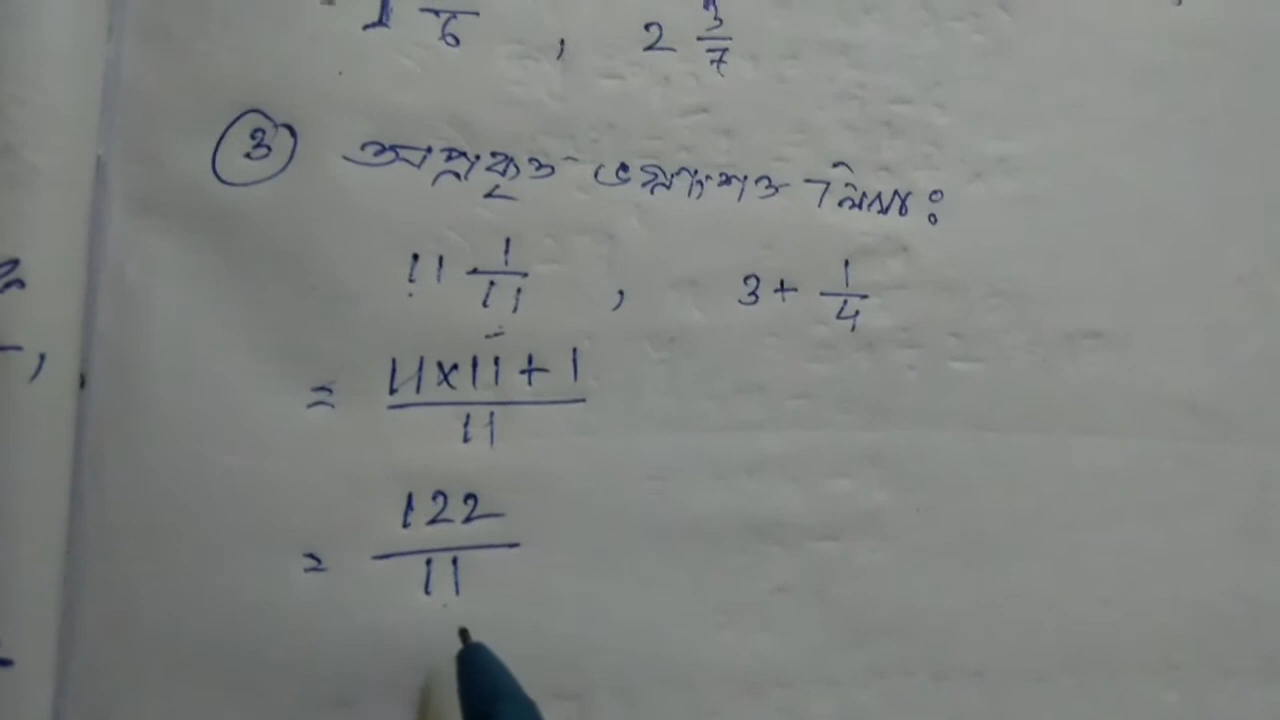 1 —/6 , 2 3/7
③ অপ্রকৃত ভগ্নাংশত লিখা :
11 1/11 , 3 + 1/4
= (11×11+1)/11
= 122/11